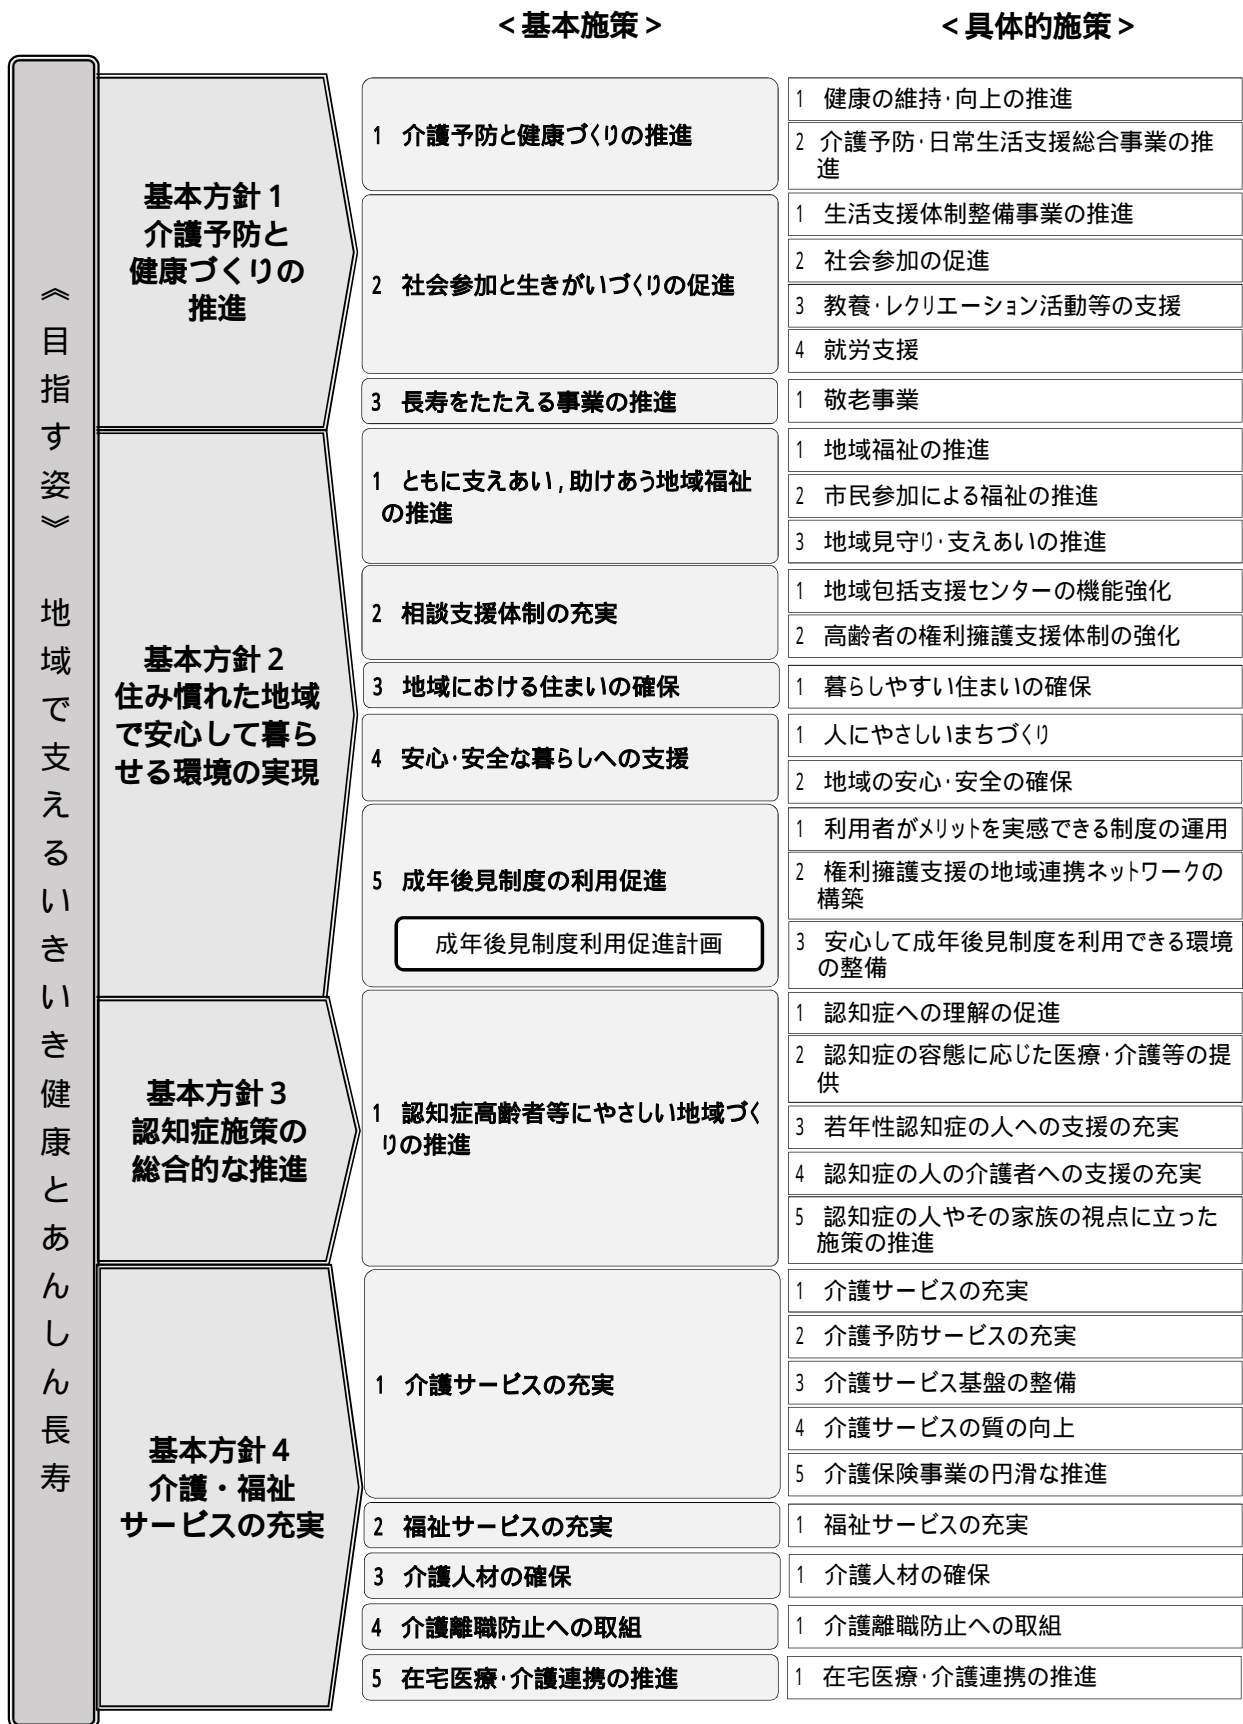 <基本施策>
<具体的施策>
《目指す姿》 地域で支えるいきいき健康とあんしん長寿
基本方針1
介護予防と
健康づくりの
推進
1 介護予防と健康づくりの推進
1 健康の維持・向上の推進
2 介護予防・日常生活支援総合事業の推
進
2 社会参加と生きがいづくりの促進
1 生活支援体制整備事業の推進
2 社会参加の促進
3 教養・レクリエーション活動等の支援
4 就労支援
3 長寿をたたえる事業の推進
1 敬老事業
基本方針2
住み慣れた地域
で安心して暮ら
せる環境の実現
1 ともに支えあい,助けあう地域福祉
の推進
1 地域福祉の推進
2 市民参加による福祉の推進
3 地域見守り・支えあいの推進
2 相談支援体制の充実
1 地域包括支援センターの機能強化
2 高齢者の権利擁護支援体制の強化
3 地域における住まいの確保
1 暮らしやすい住まいの確保
4 安心・安全な暮らしへの支援
1 人にやさしいまちづくり
2 地域の安心・安全の確保
5 成年後見制度の利用促進
成年後見制度利用促進計画
1 利用者がメリットを実感できる制度の運用
2 権利擁護支援の地域連携ネットワークの
構築
3 安心して成年後見制度を利用できる環境
の整備
基本方針3
認知症施策の
総合的な推進
1 認知症高齢者等にやさしい地域づく
りの推進
1 認知症への理解の促進
2 認知症の容態に応じた医療・介護等の提
供
3 若年性認知症の人への支援の充実
4 認知症の人の介護者への支援の充実
5 認知症の人やその家族の視点に立った
施策の推進
基本方針4
介護・福祉
サービスの充実
1 介護サービスの充実
1 介護サービスの充実
2 介護予防サービスの充実
3 介護サービス基盤の整備
4 介護サービスの質の向上
5 介護保険事業の円滑な推進
2 福祉サービスの充実
1 福祉サービスの充実
3 介護人材の確保
1 介護人材の確保
4 介護離職防止への取組
1 介護離職防止への取組
5 在宅医療・介護連携の推進
1 在宅医療・介護連携の推進